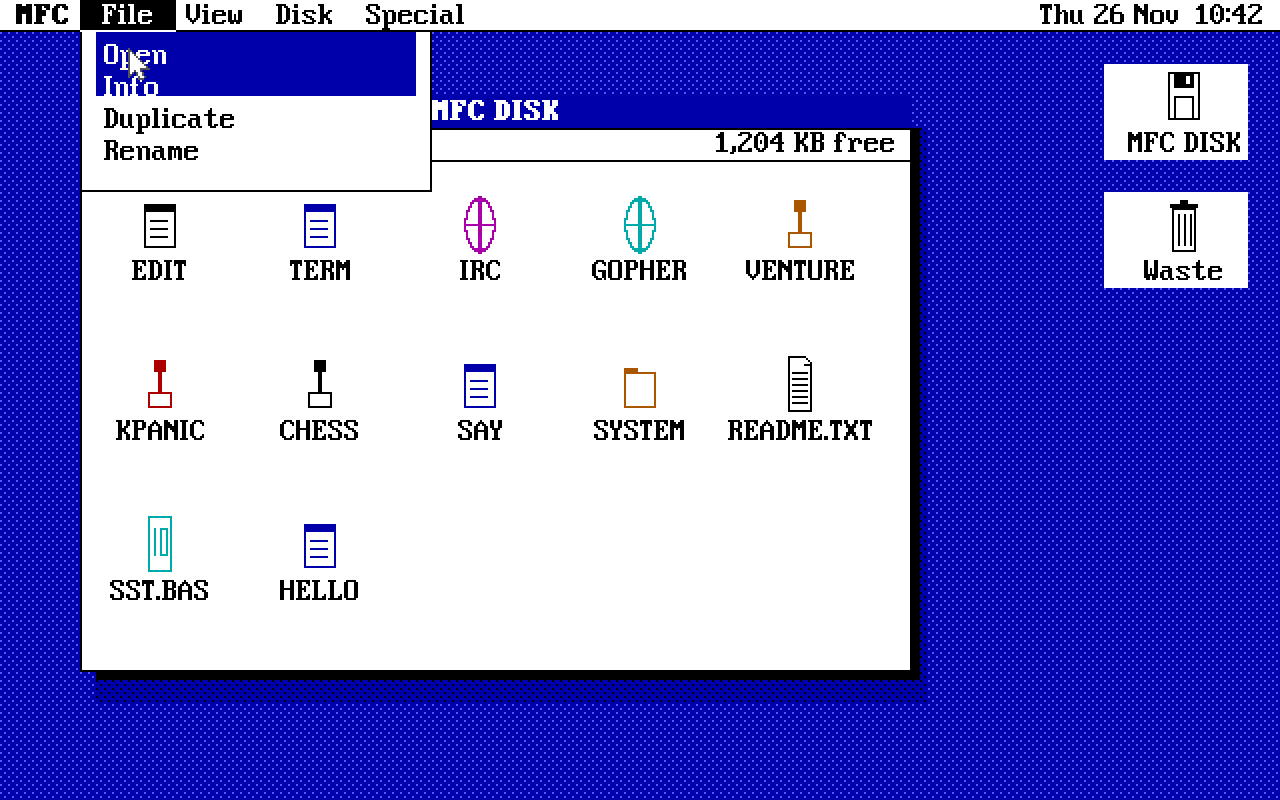 MFC File View Disk Special Thu 26 Nov 10:42
Open
Info
Duplicate
Rename
MFC DISK
1,204 KB free
EDIT TERM IRC GOPHER VENTURE
KPANIC CHESS SAY SYSTEM README.TXT
SST.BAS HELLO
MFC DISK
Waste